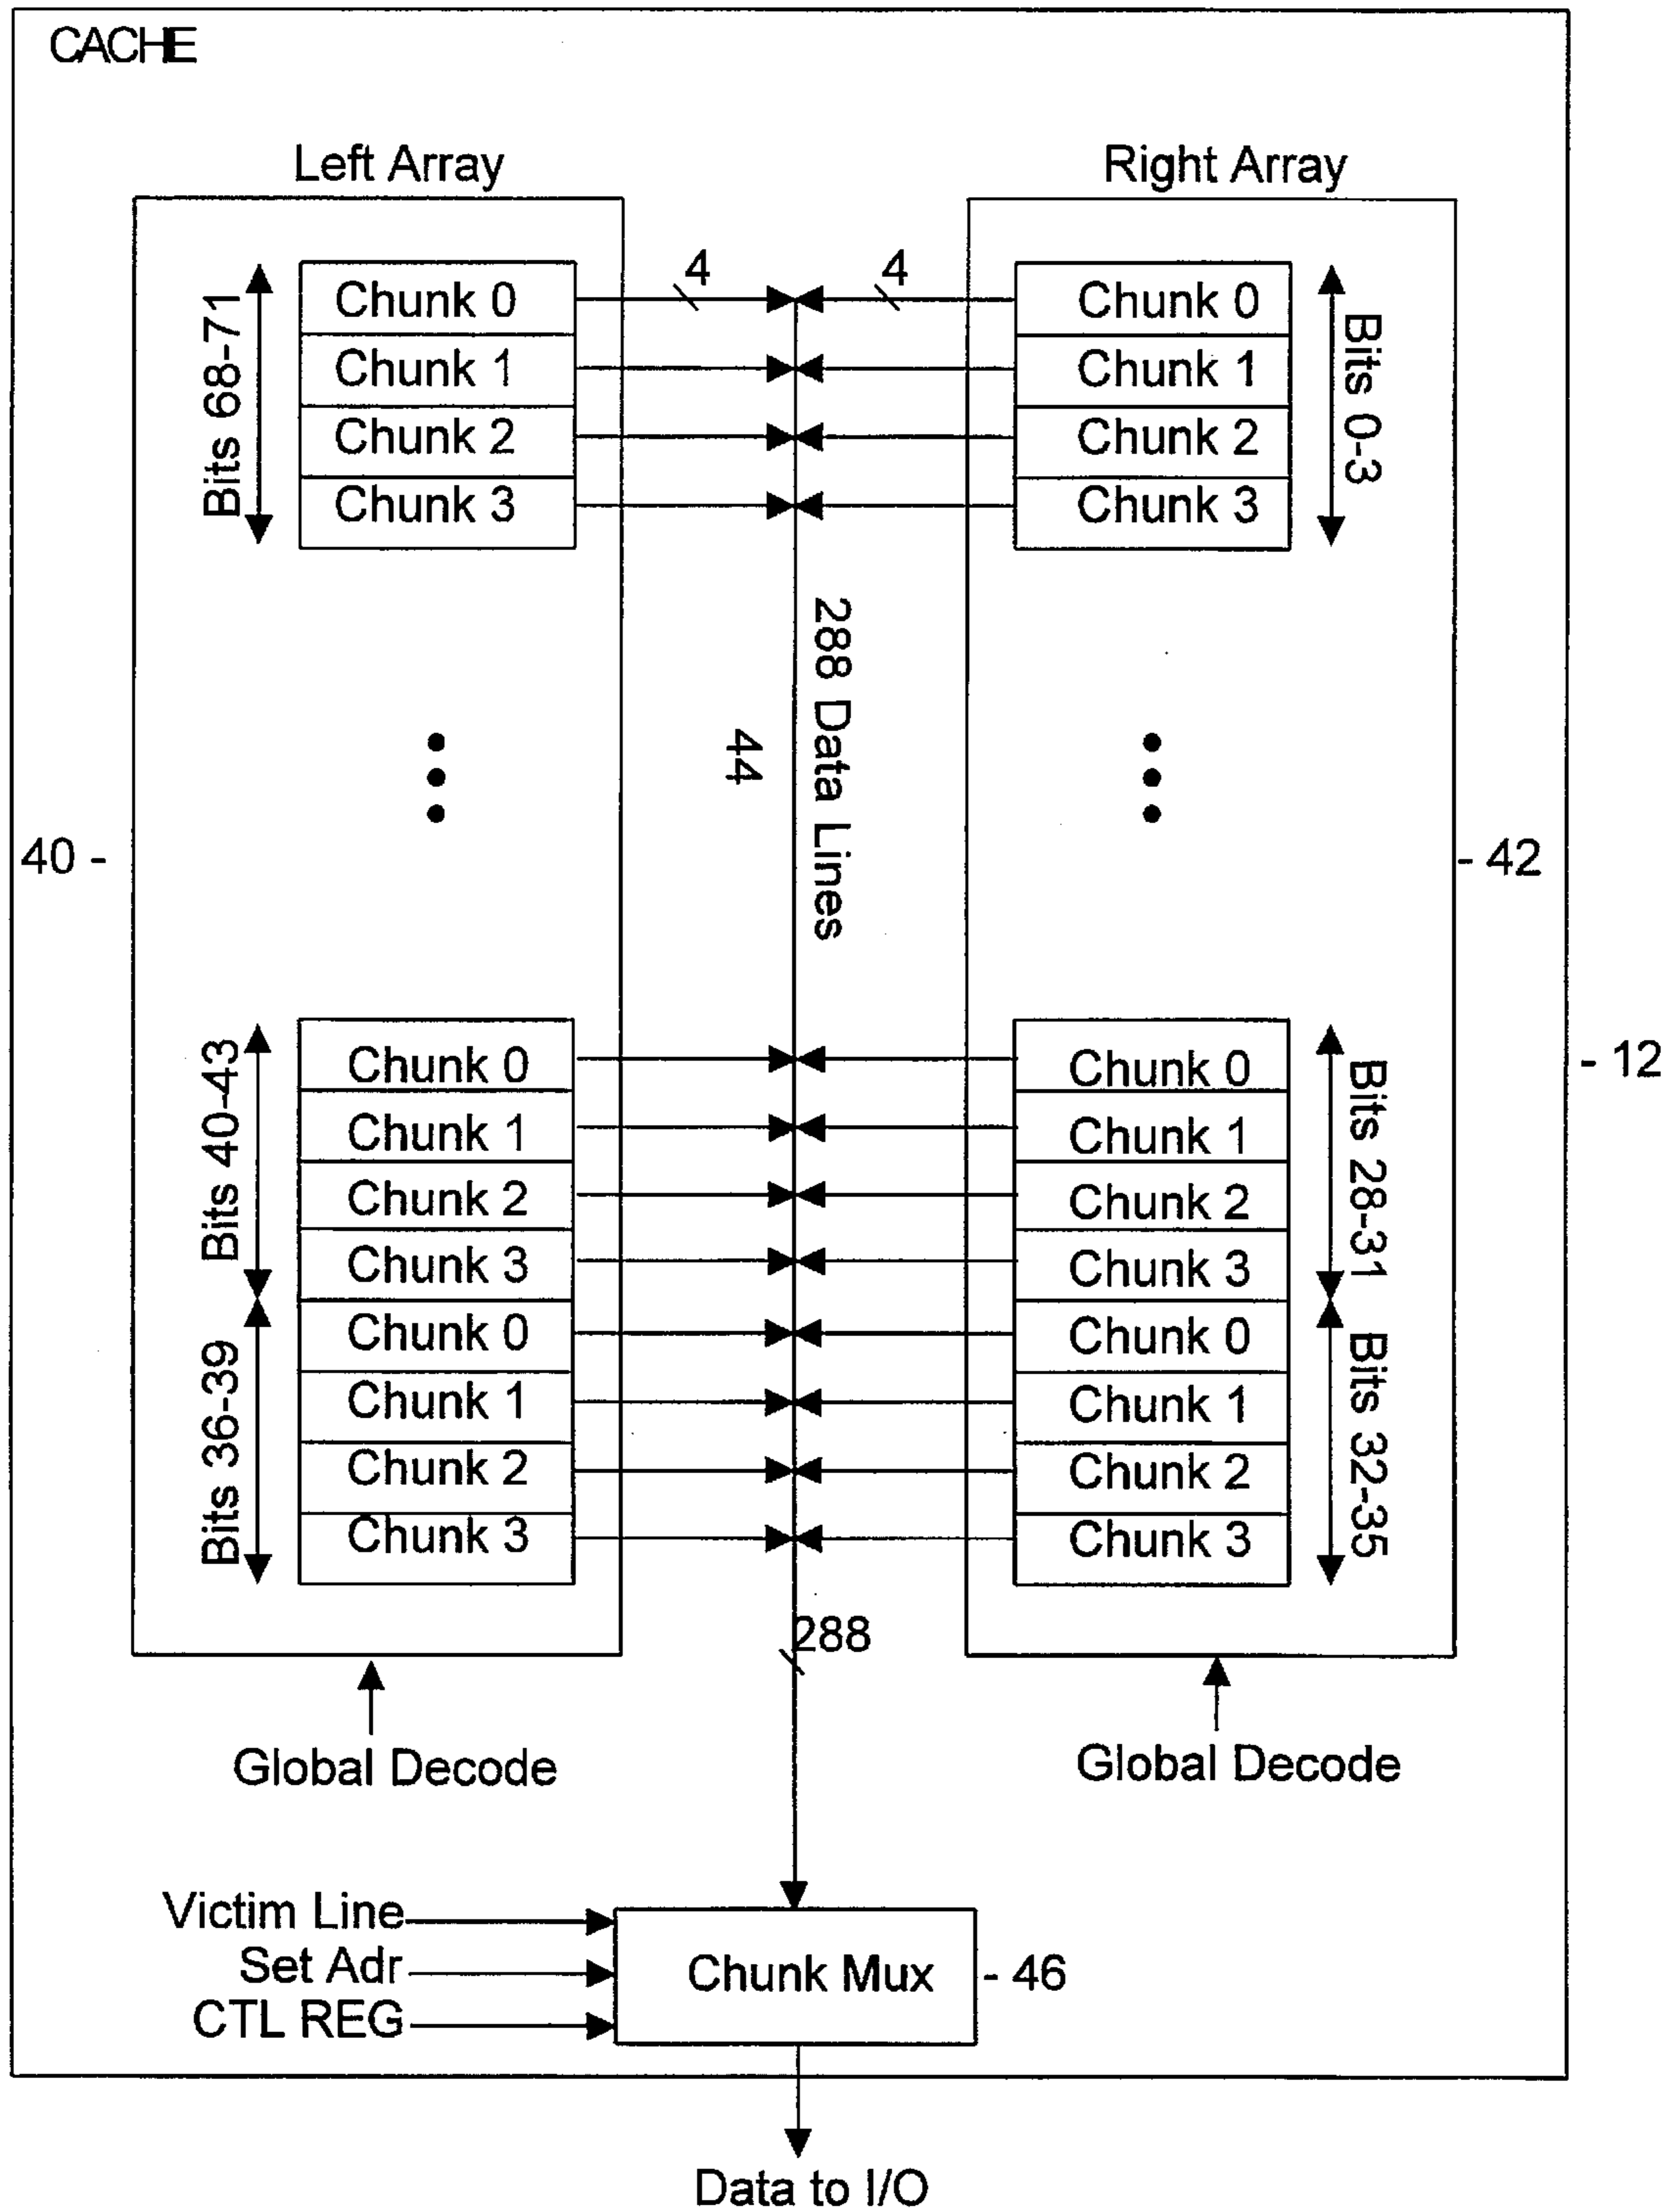 CACHE
Left Array
Right Array
4
4
Bits 68-71
Chunk 0
Chunk 1
Chunk 2
Chunk 3
Chunk 0
Chunk 1
Chunk 2
Chunk 3
Bits 0-3
288 Data Lines
44
40 -
- 42
- 12
Bits 40-43
Chunk 0
Chunk 1
Chunk 2
Chunk 3
Bits 36-39
Chunk 0
Chunk 1
Chunk 2
Chunk 3
Chunk 0
Chunk 1
Chunk 2
Chunk 3
Bits 28-31
Chunk 0
Chunk 1
Chunk 2
Chunk 3
Bits 32-35
288
Global Decode
Global Decode
Victim Line
Set Adr
CTL REG
Chunk Mux
- 46
Data to I/O